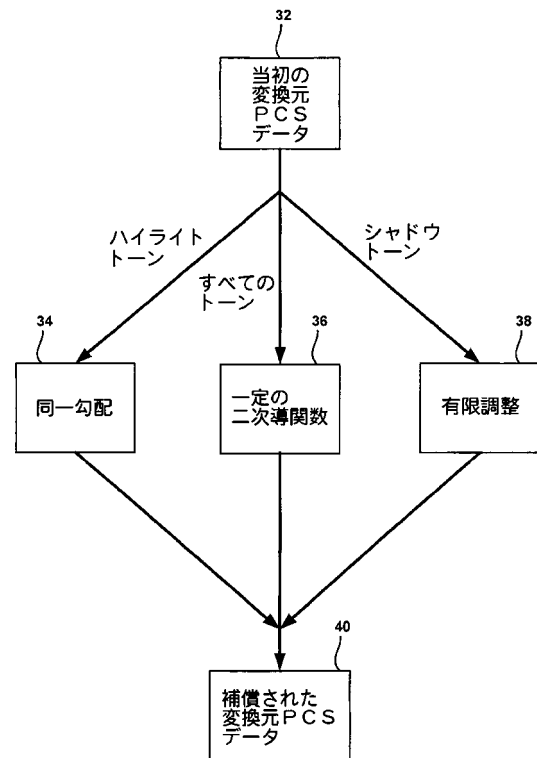 32
当初の
変換元
ＰＣＳ
データ
ハイライト
トーン
すべての
トーン
シャドウ
トーン
34
同一勾配
36
一定の
二次導関数
38
有限調整
40
補償された
変換元ＰＣＳ
データ